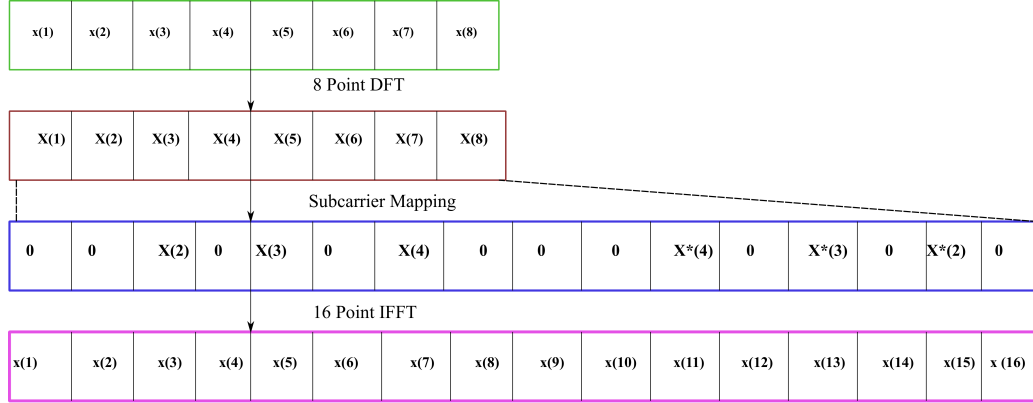 x(1) x(2) x(3) x(4) x(5) x(6) x(7) x(8)
8 Point DFT
X(1) X(2) X(3) X(4) X(5) X(6) X(7) X(8)
Subcarrier Mapping
0 0 X(2) 0 X(3) 0 X(4) 0 0 0 X*(4) 0 X*(3) 0 X*(2) 0
16 Point IFFT
x(1) x(2) x(3) x(4) x(5) x(6) x(7) x(8) x(9) x(10) x(11) x(12) x(13) x(14) x(15) x (16)